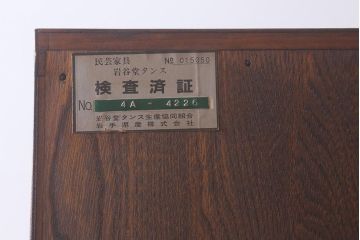 民芸家具 No 015050
岩谷堂タンス
検査済証
No. 4A - 4226
岩谷堂タンス生産協同組合
岩手県産株式会社